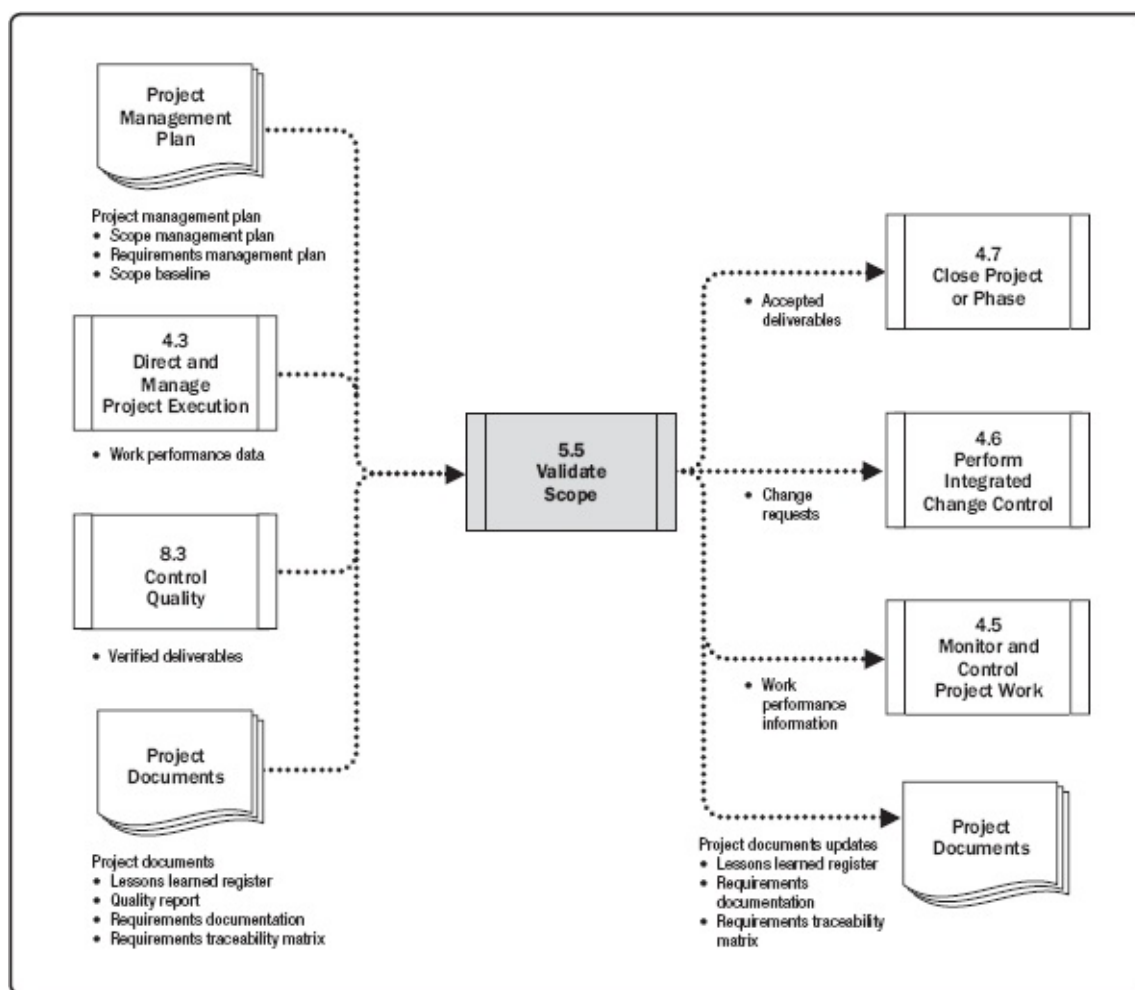 Project
Management
Plan
Project management plan
• Scope management plan
• Requirements management plan
• Scope baseline
4.3
Direct and
Manage
Project Execution
• Work performance data
8.3
Control
Quality
• Verified deliverables
Project
Documents
Project documents
• Lessons learned register
• Quality report
• Requirements documentation
• Requirements traceability matrix
5.5
Validate
Scope
4.7
Close Project
or Phase
• Accepted
deliverables
4.6
Perform
Integrated
Change Control
• Change
requests
4.5
Monitor and
Control
Project Work
• Work
performance
information
Project
Documents
Project documents updates
• Lessons learned register
• Requirements
documentation
• Requirements traceability
matrix